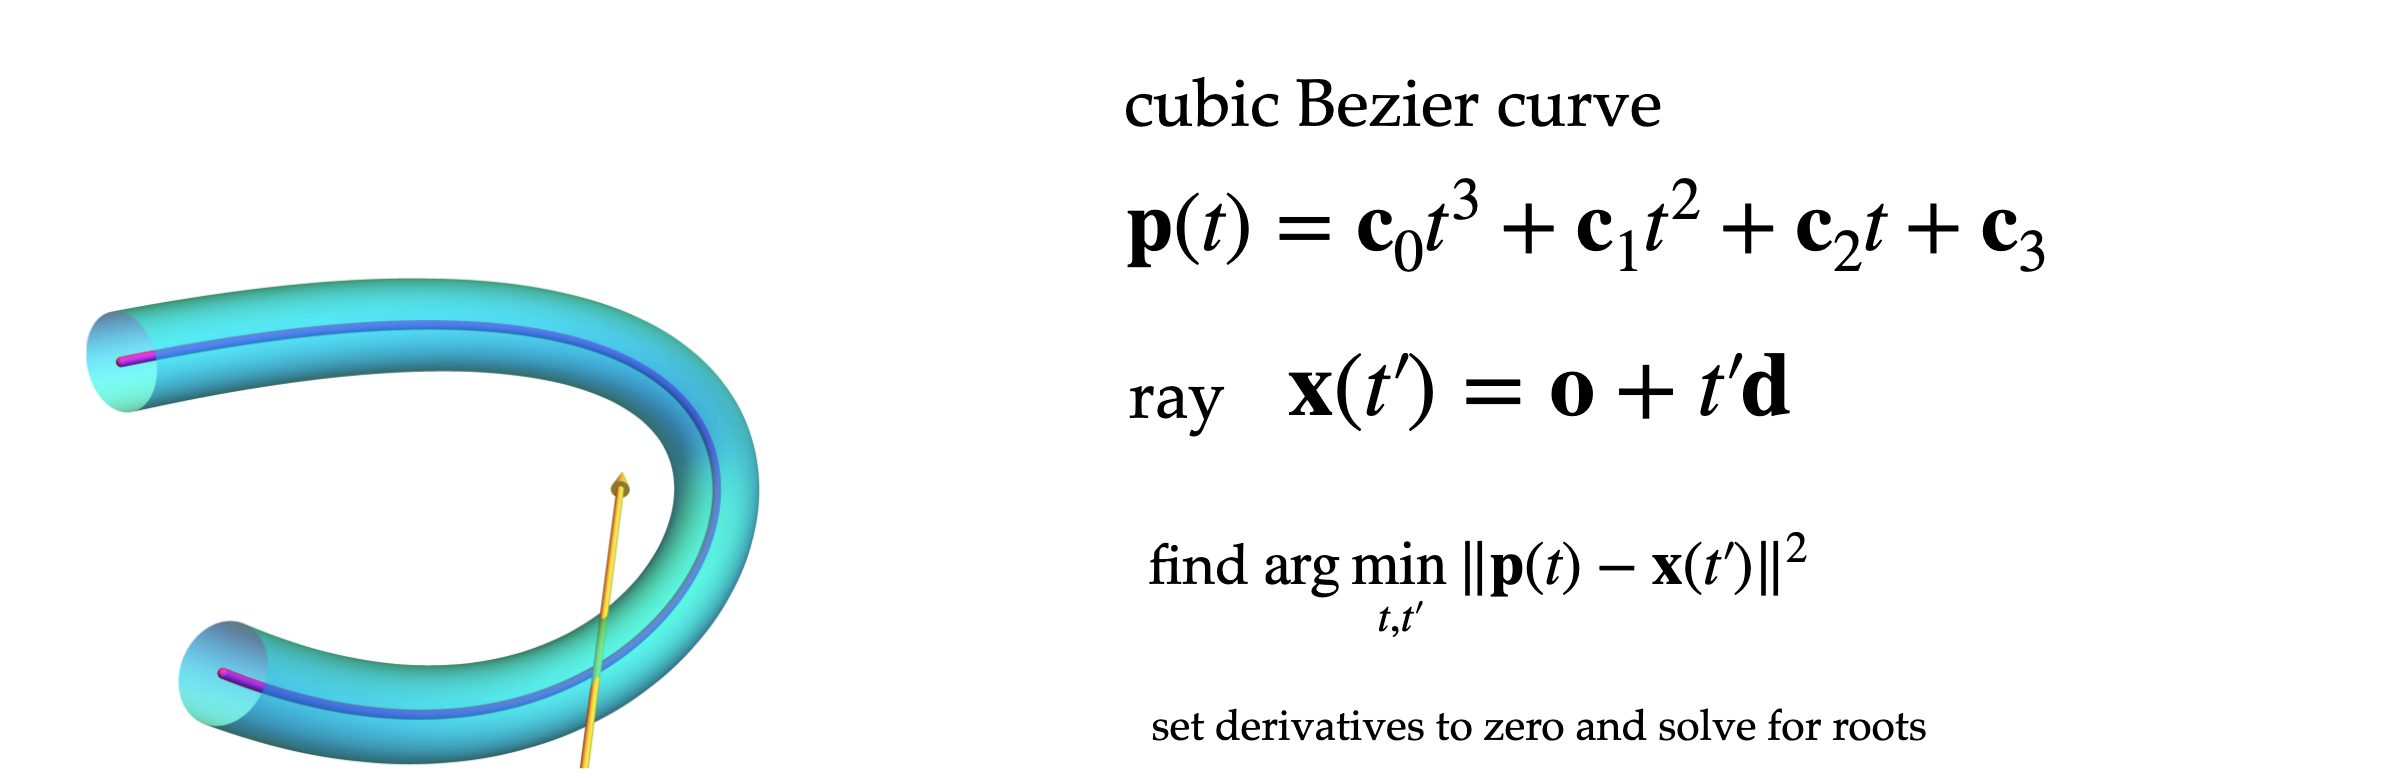 cubic Bezier curve
p(t) = c₀t³ + c₁t² + c₂t + c₃
ray x(t′) = o + t′d
find arg min ‖p(t) − x(t′)‖²
t,t′
set derivatives to zero and solve for roots